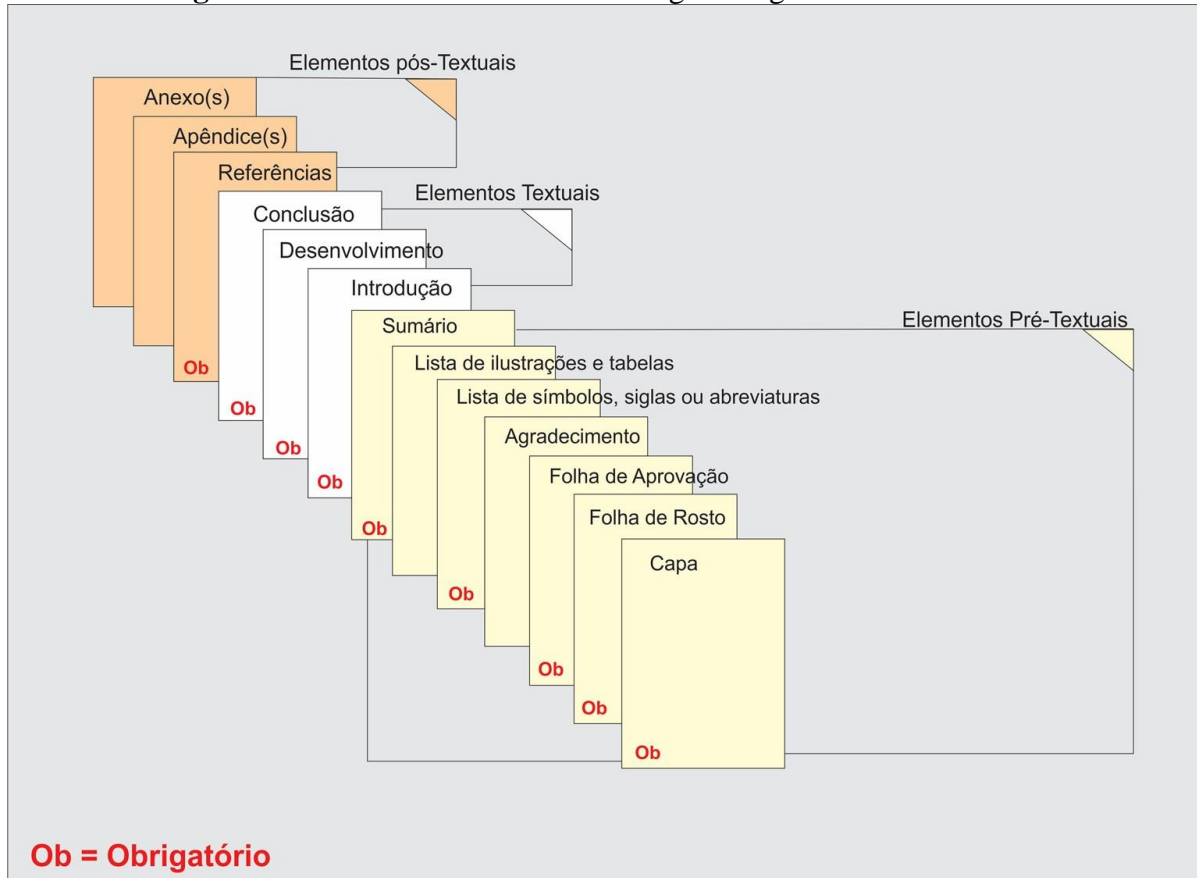 Elementos pós-Textuais
Anexo(s)
Apêndice(s)
Referências
Elementos Textuais
Conclusão
Desenvolvimento
Introdução
Elementos Pré-Textuais
Sumário
Lista de ilustrações e tabelas
Ob
Lista de símbolos, siglas ou abreviaturas
Ob
Agradecimento
Ob
Folha de Aprovação
Ob
Folha de Rosto
Ob
Capa
Ob
Ob
Ob
Ob
Ob = Obrigatório